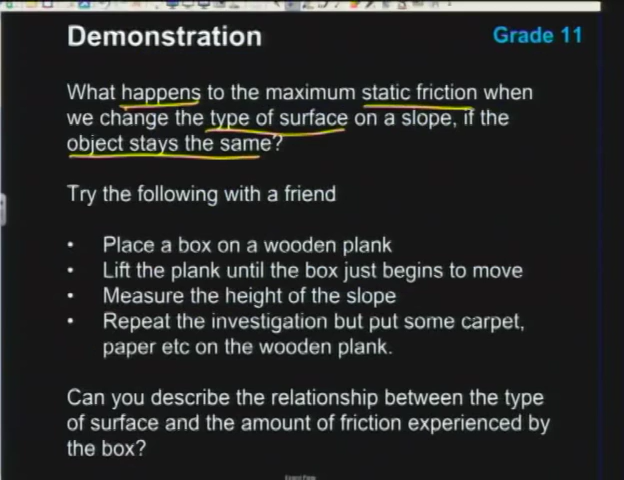 Demonstration
Grade 11
What happens to the maximum static friction when
we change the type of surface on a slope, if the
object stays the same?
Try the following with a friend
• Place a box on a wooden plank
• Lift the plank until the box just begins to move
• Measure the height of the slope
• Repeat the investigation but put some carpet,
paper etc on the wooden plank.
Can you describe the relationship between the type
of surface and the amount of friction experienced by
the box?